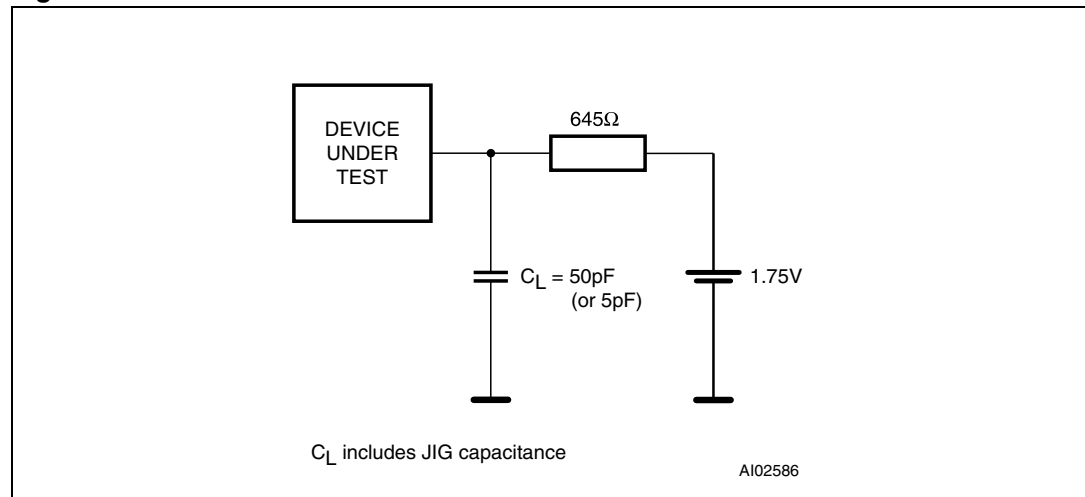 DEVICE
UNDER
TEST
645Ω
CL = 50pF
(or 5pF)
1.75V
CL includes JIG capacitance
AI02586